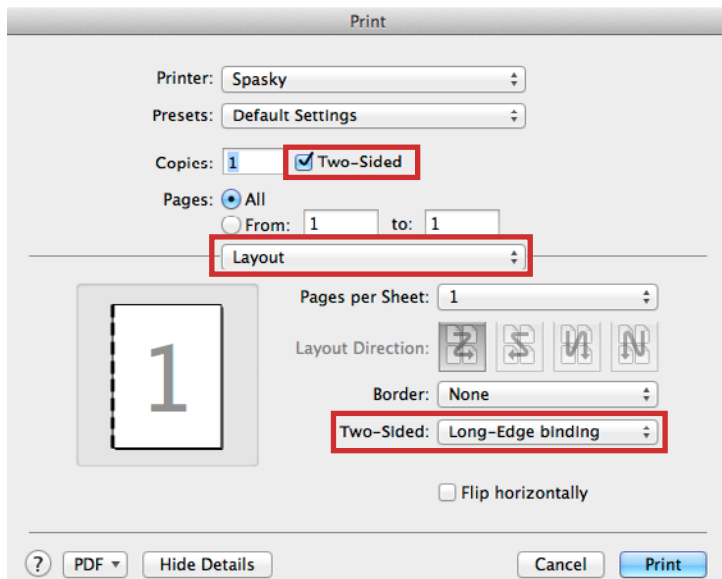 Print
Printer: Spasky
Presets: Default Settings
Copies: 1 Two-Sided
Pages: All
From: 1 to: 1
Layout
Pages per Sheet: 1
Layout Direction:
Border: None
Two-Sided: Long-Edge binding
Flip horizontally
1
? PDF Hide Details Cancel Print